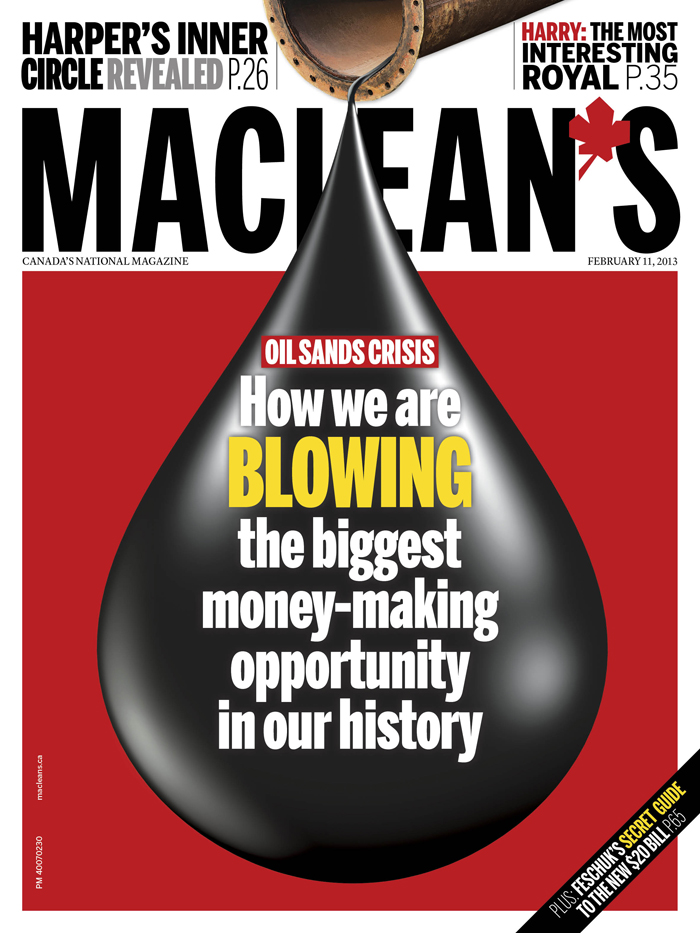 HARPER'S INNER
CIRCLE REVEALED P.26
HARRY: THE MOST
INTERESTING
ROYAL P.35
MACLEAN'S
CANADA'S NATIONAL MAGAZINE
FEBRUARY 11, 2013
OIL SANDS CRISIS
How we are
BLOWING
the biggest
money-making
opportunity
in our history
macleans.ca
PM 40070230
PLUS: FESCHUK'S SECRET GUIDE
TO THE NEW $20 BILL P.65